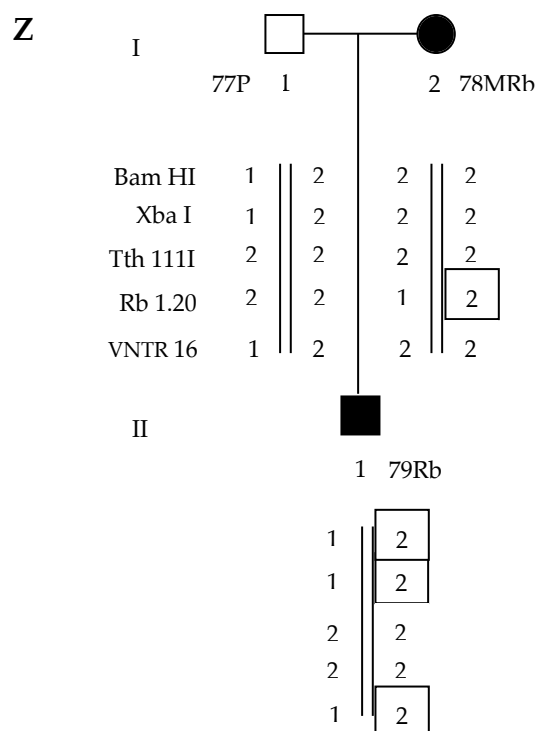 Z
I
77P 1 2 78MRb
Bam HI 1 2 2 2
Xba I 1 2 2 2
Tth 111I 2 2 2 2
Rb 1.20 2 2 1 2
VNTR 16 1 2 2 2
II
1 79Rb
1 2
1 2
2 2
2 2
1 2